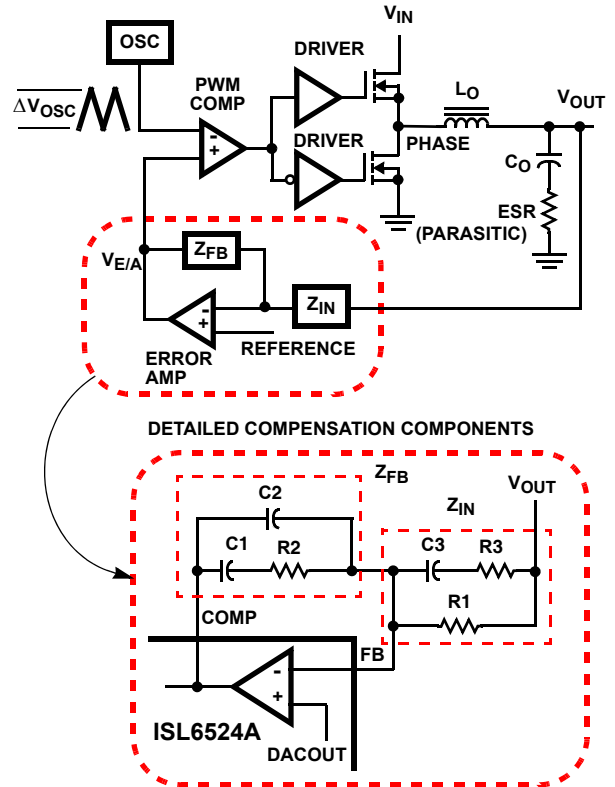 V_IN
OSC
DRIVER
PWM
COMP
ΔV_OSC
L_O
V_OUT
-
+
DRIVER
PHASE
C_O
ESR
(PARASITIC)
Z_FB
V_E/A
Z_IN
-
+
REFERENCE
ERROR
AMP
DETAILED COMPENSATION COMPONENTS
Z_FB
V_OUT
C2
Z_IN
C1
R2
C3
R3
R1
COMP
FB
-
+
ISL6524A
DACOUT